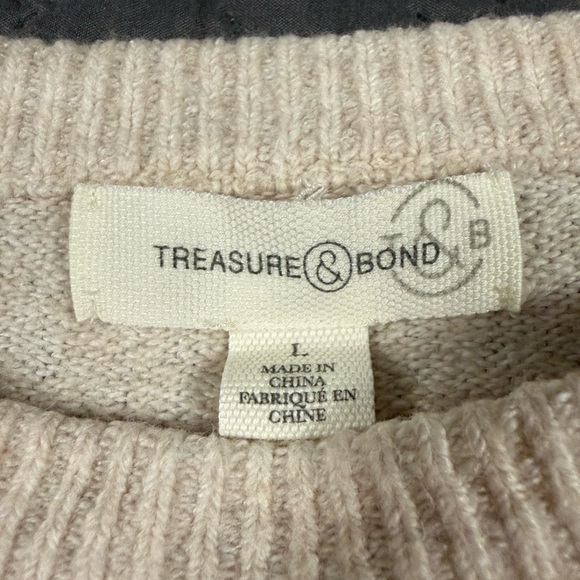 TREASURE & BOND
T & B
L
MADE IN
CHINA
FABRIQUÉ EN
CHINE